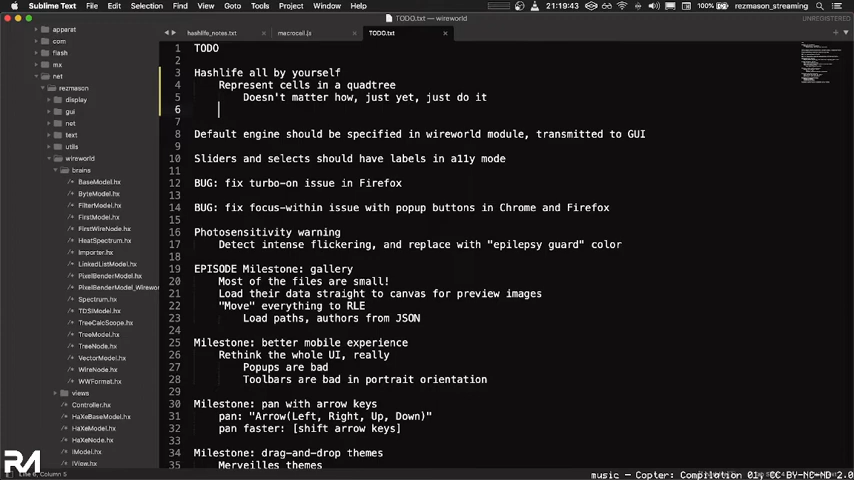 Sublime Text File Edit Selection Find View Goto Tools Project Window Help
21:19:43 100% rezmason_streaming
TODO.txt — wireworld
UNREGISTERED
hashlife_notes.txt
macrocell.js
TODO.txt
apparat
com
flash
mx
net
rezmason
display
gui
net
text
utils
wireworld
brains
BaseModel.hx
ByteModel.hx
FilterModel.hx
FirstModel.hx
FirstWireNode.hx
HeatSpectrum.hx
Importer.hx
LinkedListModel.hx
PixelBenderModel.hx
PixelBenderModel_Wirewor
Spectrum.hx
TDSIModel.hx
TreeCalcScope.hx
TreeModel.hx
TreeNode.hx
VectorModel.hx
WireNode.hx
WWFormat.hx
views
Controller.hx
HaXeBaseModel.hx
HaXeModel.hx
HaXeNode.hx
IModel.hx
IView.hx
1 TODO
2
3 Hashlife all by yourself
4 Represent cells in a quadtree
5 Doesn't matter how, just yet, just do it
6
7
8 Default engine should be specified in wireworld module, transmitted to GUI
9
10 Sliders and selects should have labels in a11y mode
11
12 BUG: fix turbo-on issue in Firefox
13
14 BUG: fix focus-within issue with popup buttons in Chrome and Firefox
15
16 Photosensitivity warning
17 Detect intense flickering, and replace with "epilepsy guard" color
18
19 EPISODE Milestone: gallery
20 Most of the files are small!
21 Load their data straight to canvas for preview images
22 "Move" everything to RLE
23 Load paths, authors from JSON
24
25 Milestone: better mobile experience
26 Rethink the whole UI, really
27 Popups are bad
28 Toolbars are bad in portrait orientation
29
30 Milestone: pan with arrow keys
31 pan: "Arrow(Left, Right, Up, Down)"
32 pan faster: [shift arrow keys]
33
34 Milestone: drag-and-drop themes
35 Merveilles themes
RM
Line 6, Column 5
music — Copter: Compilation 01, CC BY-NC-ND 2.0